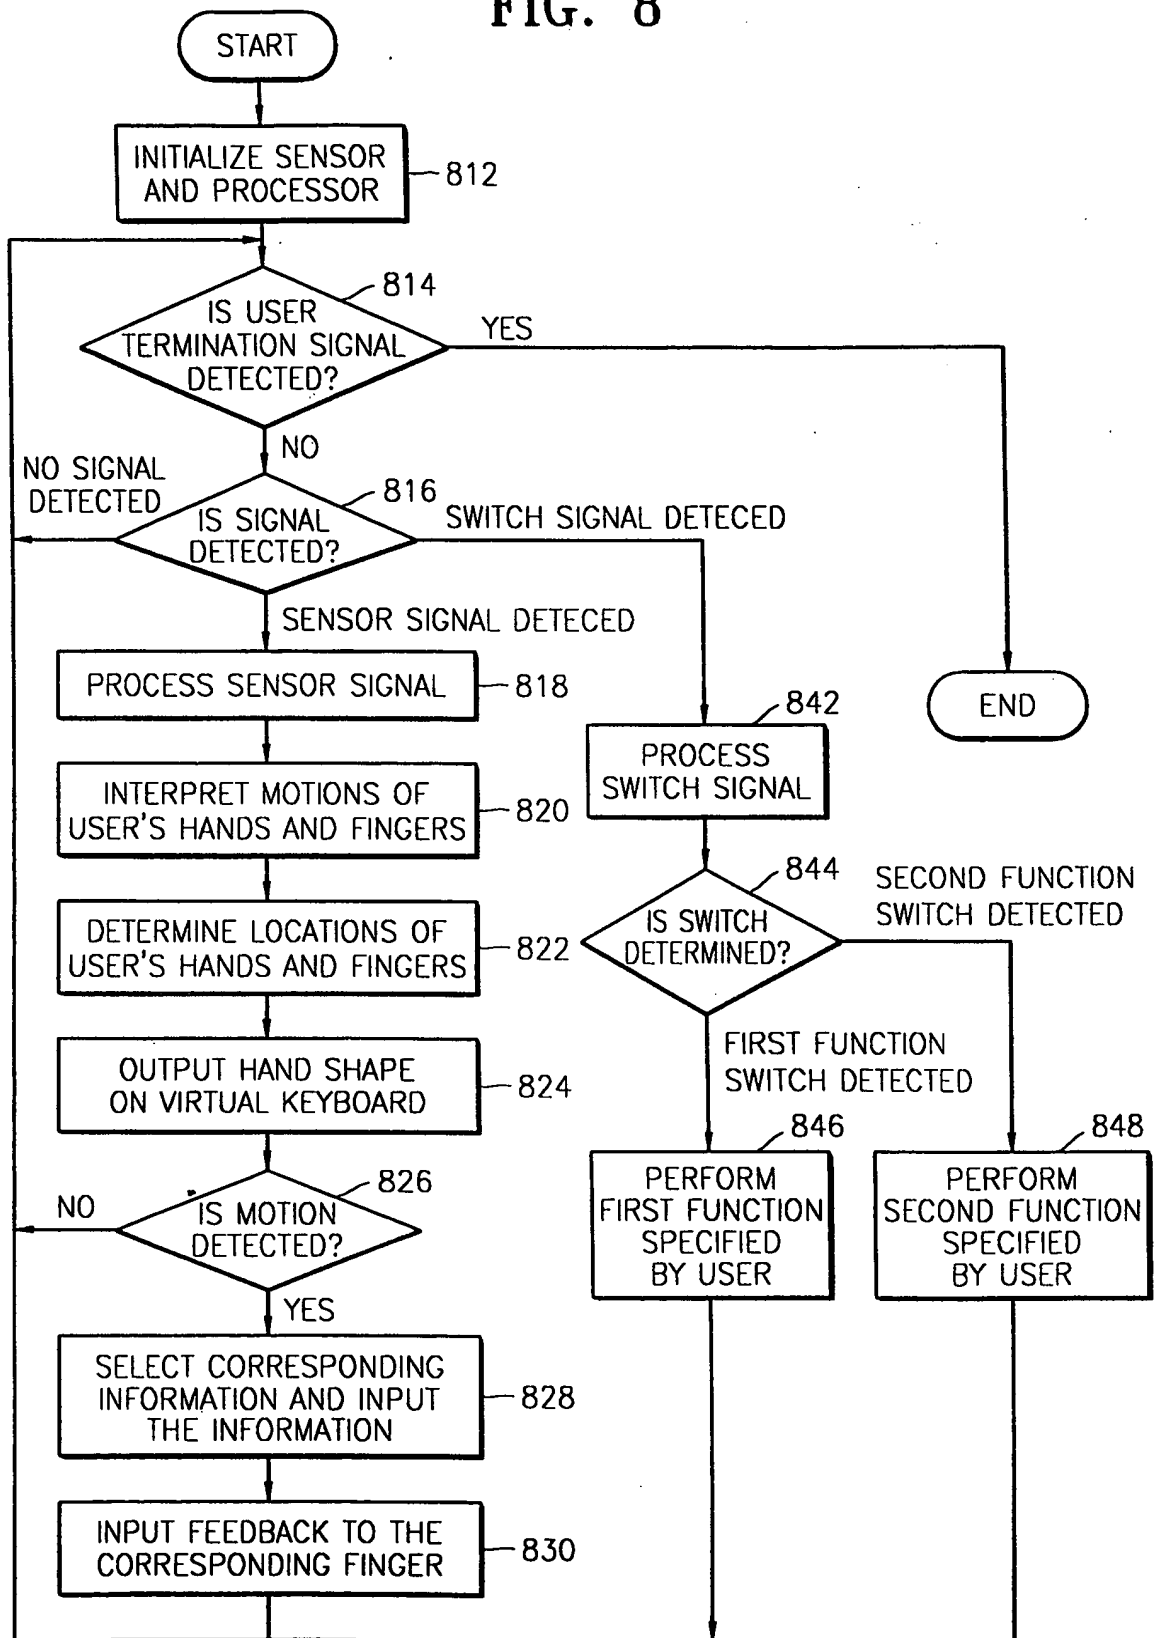 FIG. 8
START
INITIALIZE SENSOR
AND PROCESSOR
812
814
IS USER
TERMINATION SIGNAL
DETECTED?
YES
NO
NO SIGNAL
DETECTED
816
IS SIGNAL
DETECTED?
SWITCH SIGNAL DETECED
SENSOR SIGNAL DETECED
PROCESS SENSOR SIGNAL
818
END
842
PROCESS
SWITCH SIGNAL
INTERPRET MOTIONS OF
USER'S HANDS AND FINGERS
820
844
IS SWITCH
DETERMINED?
SECOND FUNCTION
SWITCH DETECTED
DETERMINE LOCATIONS OF
USER'S HANDS AND FINGERS
822
FIRST FUNCTION
SWITCH DETECTED
OUTPUT HAND SHAPE
ON VIRTUAL KEYBOARD
824
846
PERFORM
FIRST FUNCTION
SPECIFIED
BY USER
848
PERFORM
SECOND FUNCTION
SPECIFIED
BY USER
826
IS MOTION
DETECTED?
NO
YES
SELECT CORRESPONDING
INFORMATION AND INPUT
THE INFORMATION
828
INPUT FEEDBACK TO THE
CORRESPONDING FINGER
830